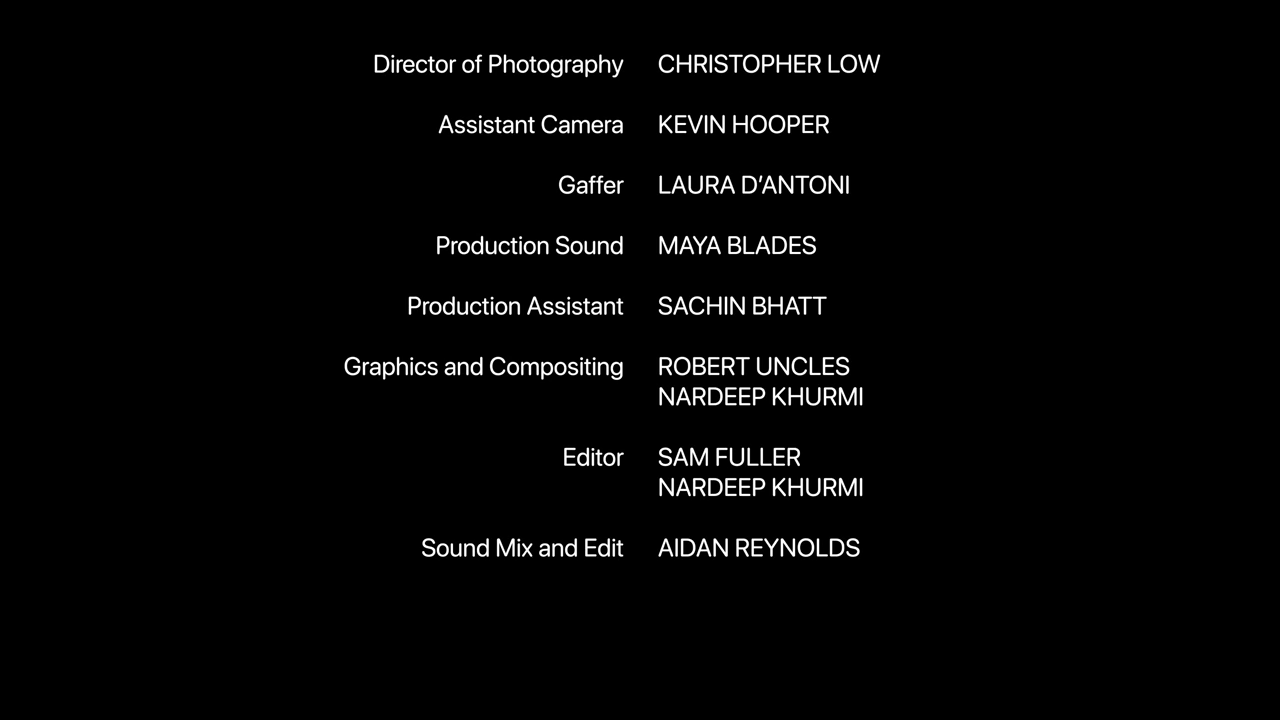 Director of Photography CHRISTOPHER LOW
Assistant Camera KEVIN HOOPER
Gaffer LAURA D’ANTONI
Production Sound MAYA BLADES
Production Assistant SACHIN BHATT
Graphics and Compositing ROBERT UNCLES
NARDEEP KHURMI
Editor SAM FULLER
NARDEEP KHURMI
Sound Mix and Edit AIDAN REYNOLDS